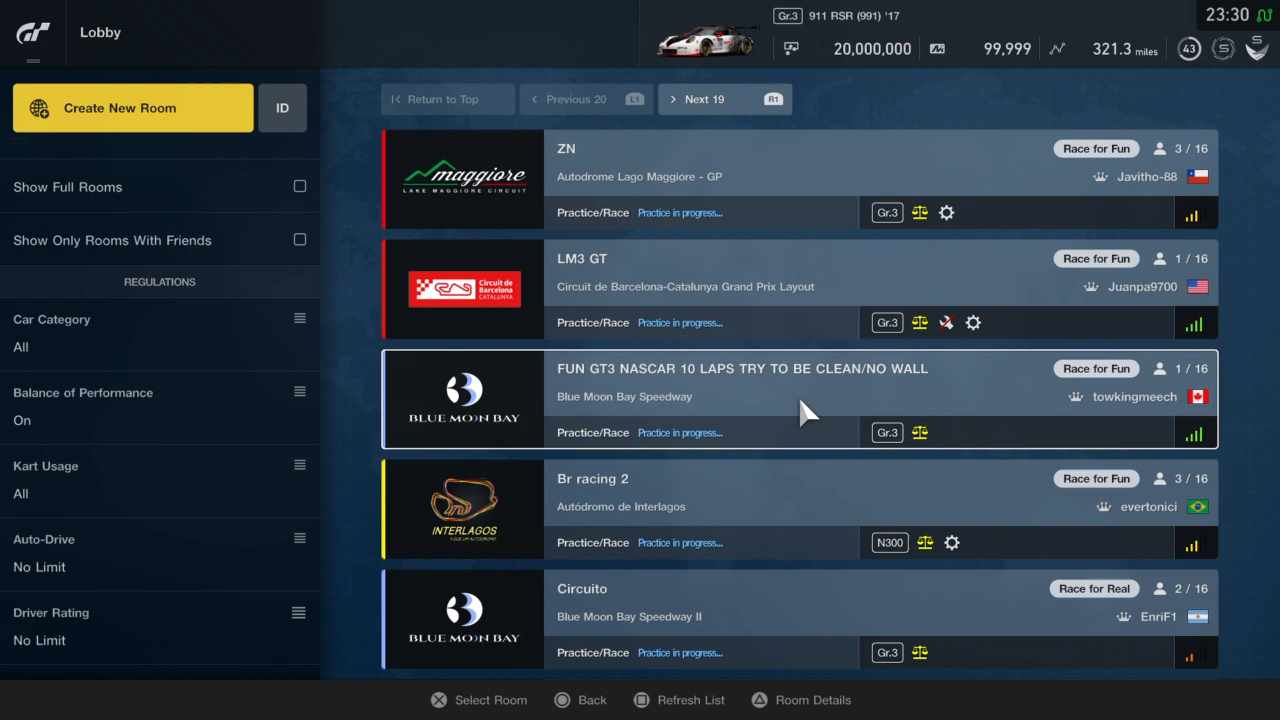 Lobby
Gr.3 911 RSR (991) '17
20,000,000 99,999 321.3 miles 43 S S
23:30
Create New Room ID
Show Full Rooms
Show Only Rooms With Friends
REGULATIONS
Car Category
All
Balance of Performance
On
Kart Usage
All
Auto-Drive
No Limit
Driver Rating
No Limit
Return to Top Previous 20 L1 Next 19 R1
maggiore
LAKE MAGGIORE CIRCUIT
ZN Race for Fun 3 / 16
Autodrome Lago Maggiore - GP Javitho-88
Practice/Race Practice in progress... Gr.3
Circuit de
Barcelona
CATALUNYA
LM3 GT Race for Fun 1 / 16
Circuit de Barcelona-Catalunya Grand Prix Layout Juanpa9700
Practice/Race Practice in progress... Gr.3
BLUE MOON BAY
FUN GT3 NASCAR 10 LAPS TRY TO BE CLEAN/NO WALL Race for Fun 1 / 16
Blue Moon Bay Speedway towkingmeech
Practice/Race Practice in progress... Gr.3
INTERLAGOS
Br racing 2 Race for Fun 3 / 16
Autódromo de Interlagos evertonici
Practice/Race Practice in progress... N300
BLUE MOON BAY
Circuito Race for Real 2 / 16
Blue Moon Bay Speedway II EnriF1
Practice/Race Practice in progress... Gr.3
Select Room Back Refresh List Room Details